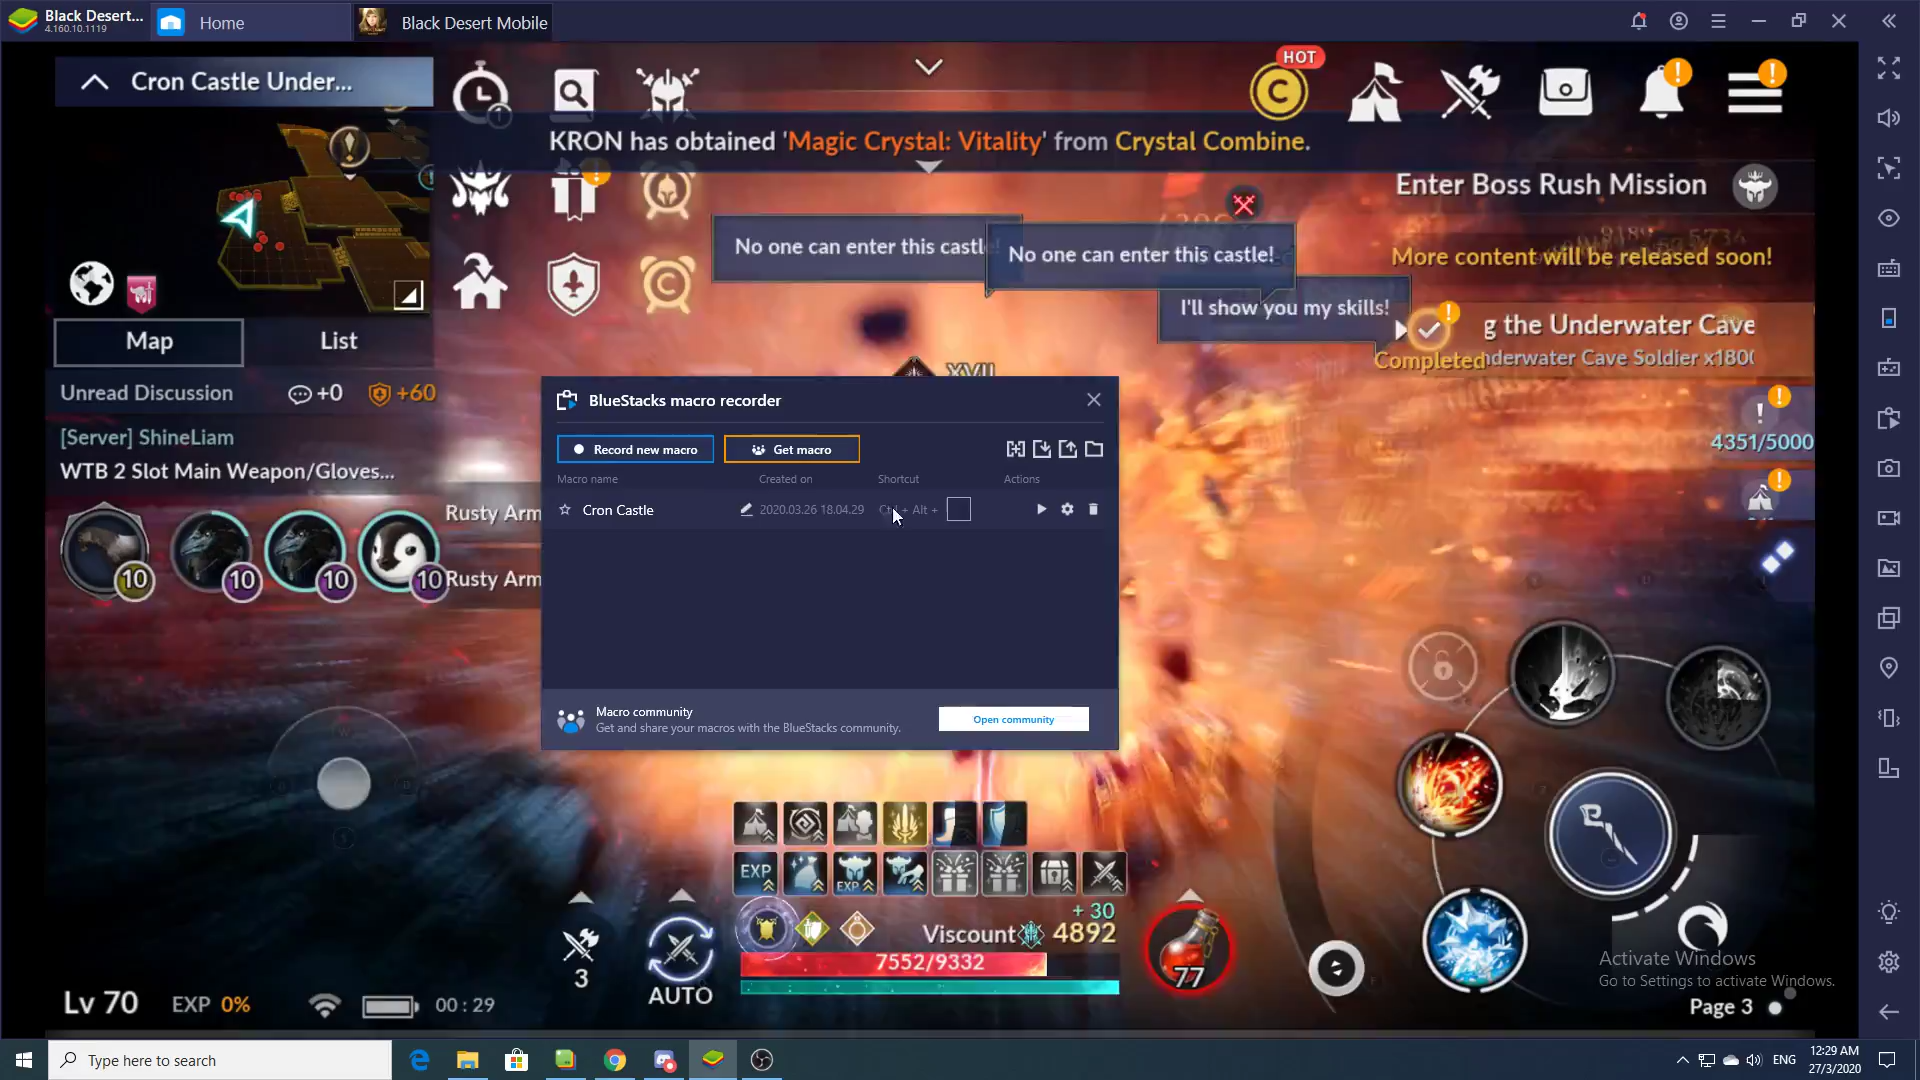 Black Desert...
4.160.10.1119
Home
Black Desert Mobile
Cron Castle Under...
1
HOT
KRON has obtained 'Magic Crystal: Vitality' from Crystal Combine.
Enter Boss Rush Mission
More content will be released soon!
No one can enter this castle!
No one can enter this castle!
I'll show you my skills!
g the Underwater Cave
Completed
nderwater Cave Soldier x180
4351/5000
Map
List
Unread Discussion
+0
+60
[Server] ShineLiam
WTB 2 Slot Main Weapon/Gloves...
10
10
10
10
Rusty Arm
Rusty Arm
XVII
BlueStacks macro recorder
Record new macro
Get macro
Macro name
Created on
Shortcut
Actions
Cron Castle
2020.03.26 18.04.29
Ctrl + Alt +
Macro community
Get and share your macros with the BlueStacks community.
Open community
EXP
EXP
+ 30
Viscount
4892
7552/9332
3
AUTO
77
Lv 70
EXP 0%
00 : 29
Activate Windows
Go to Settings to activate Windows.
Page 3
Type here to search
ENG
12:29 AM
27/3/2020